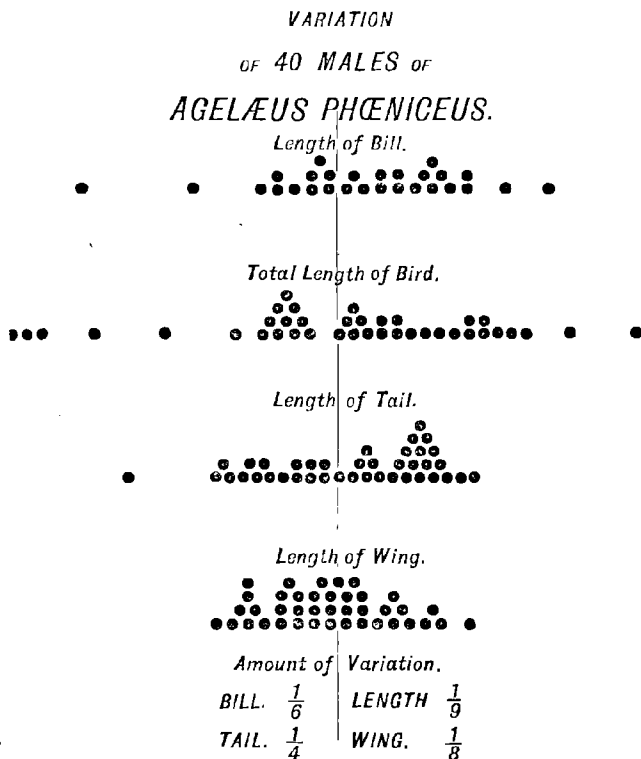 VARIATION
OF 40 MALES OF
AGELÆUS PHŒNICEUS.
Length of Bill.
Total Length of Bird.
Length of Tail.
Length of Wing.
Amount of Variation.
BILL. 1/6 LENGTH 1/9
TAIL. 1/4 WING. 1/8